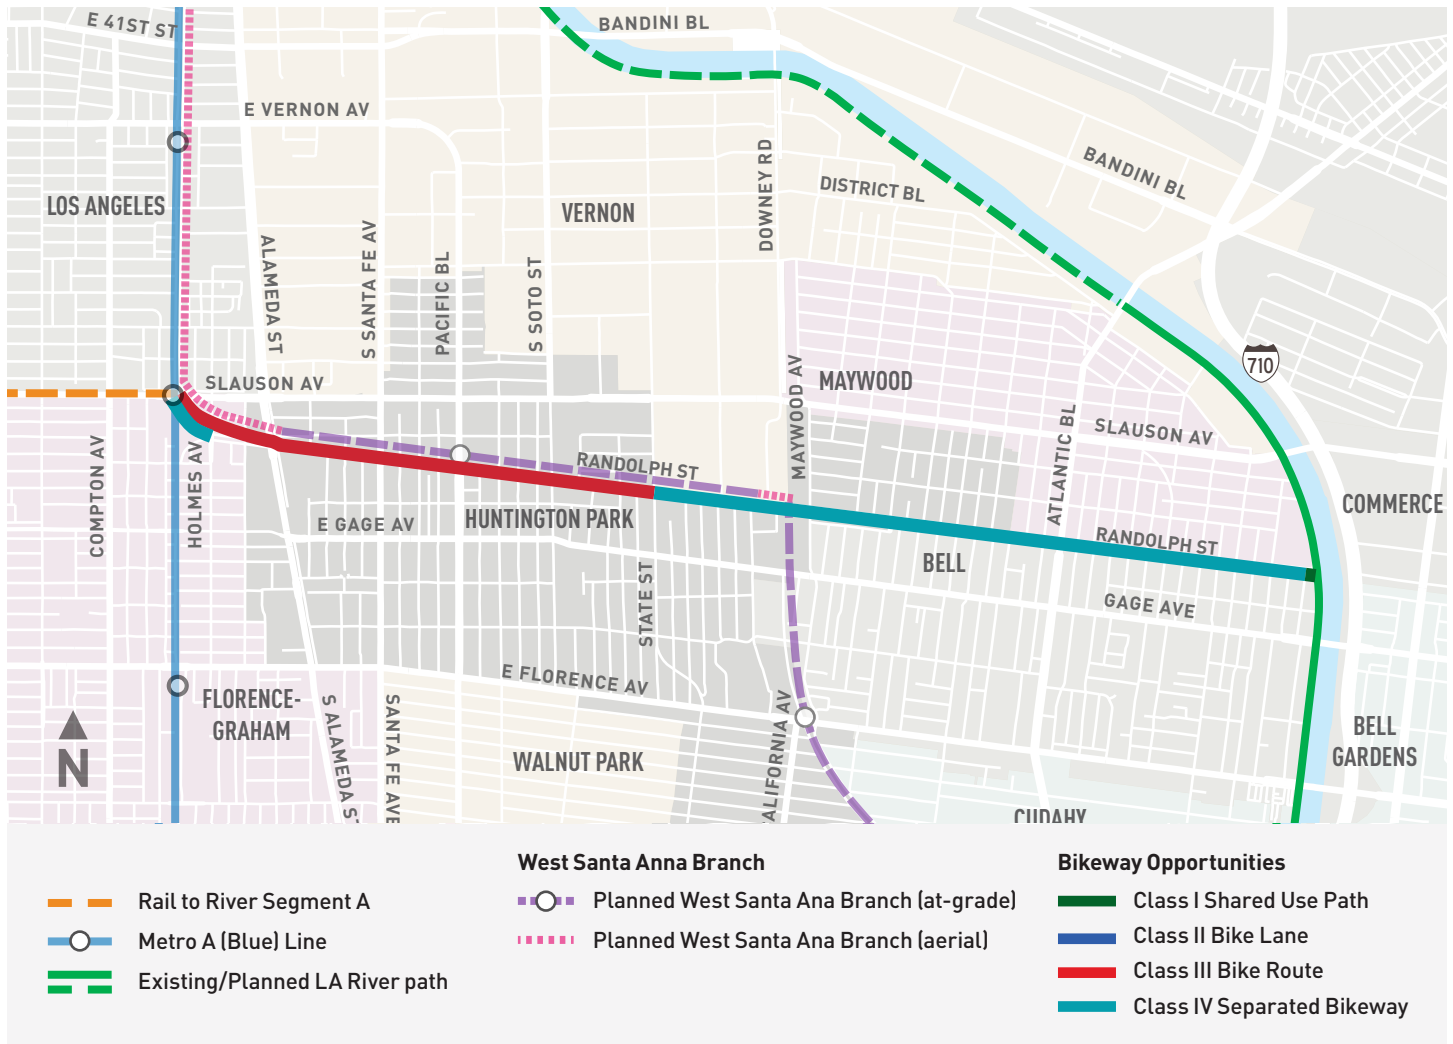 E 41ST ST
BANDINI BL
E VERNON AV
DOWNEY RD
BANDINI BL
LOS ANGELES
VERNON
DISTRICT BL
ALAMEDA ST
S SANTA FE AV
PACIFIC BL
S SOTO ST
SLAUSON AV
MAYWOOD AV
MAYWOOD
710
SLAUSON AV
ATLANTIC BL
COMPTON AV
HOLMES AV
RANDOLPH ST
COMMERCE
E GAGE AV
HUNTINGTON PARK
RANDOLPH ST
BELL
STATE ST
GAGE AVE
E FLORENCE AV
FLORENCE-
GRAHAM
S ALAMEDA ST
SANTA FE AVE
WALNUT PARK
CALIFORNIA AV
BELL
GARDENS
N
CUDAHY
Rail to River Segment A
Metro A (Blue) Line
Existing/Planned LA River path
West Santa Anna Branch
Planned West Santa Ana Branch (at-grade)
Planned West Santa Ana Branch (aerial)
Bikeway Opportunities
Class I Shared Use Path
Class II Bike Lane
Class III Bike Route
Class IV Separated Bikeway